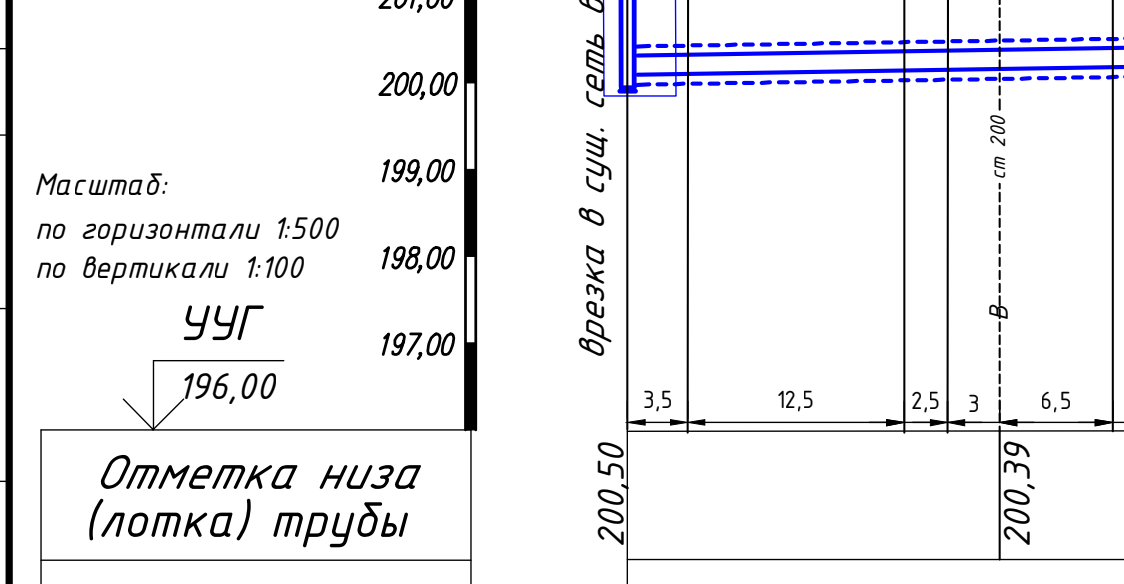 201,00
200,00
199,00
198,00
197,00
Масштаб:
по горизонтали 1:500
по вертикали 1:100
УУГ
196,00
Отметка низа
(лотка) трубы
врезка в сущ. сеть в
ст 200
В
3,5
12,5
2,5
3
6,5
200,50
200,39